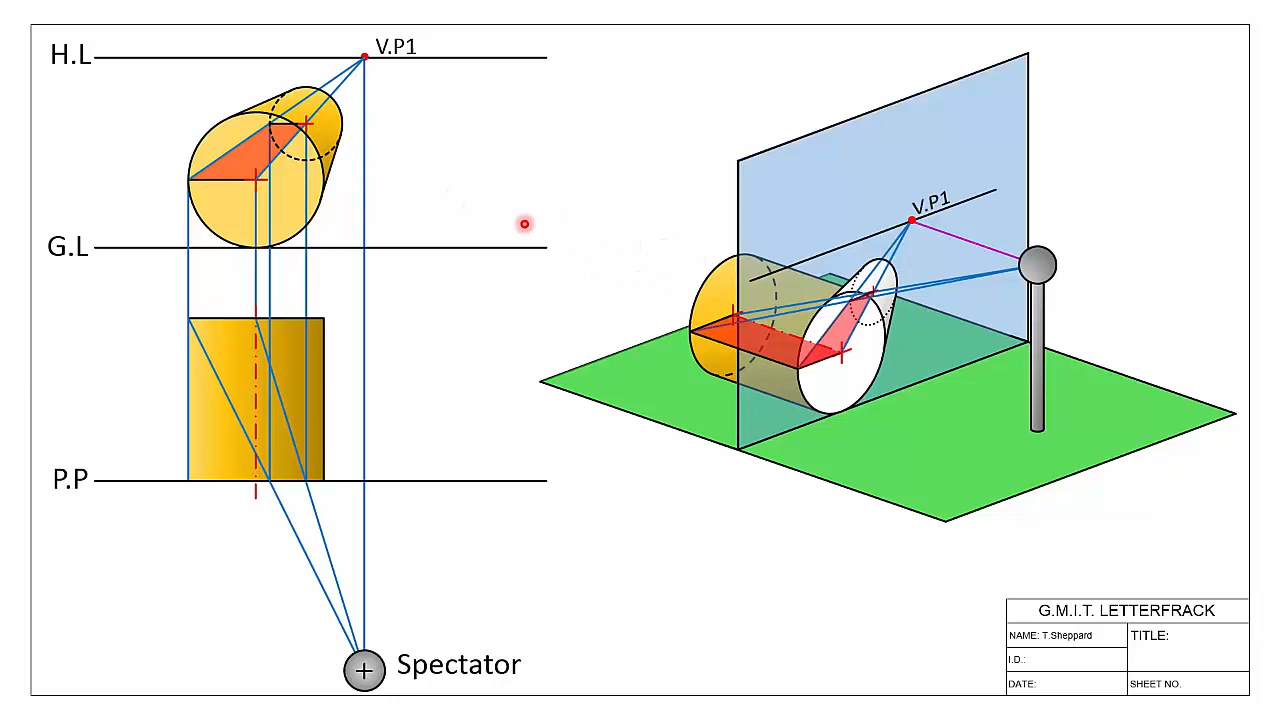 H.L
V.P1
G.L
P.P
Spectator
V.P1
G.M.I.T. LETTERFRACK
NAME: T.Sheppard
TITLE:
I.D.:
DATE:
SHEET NO.